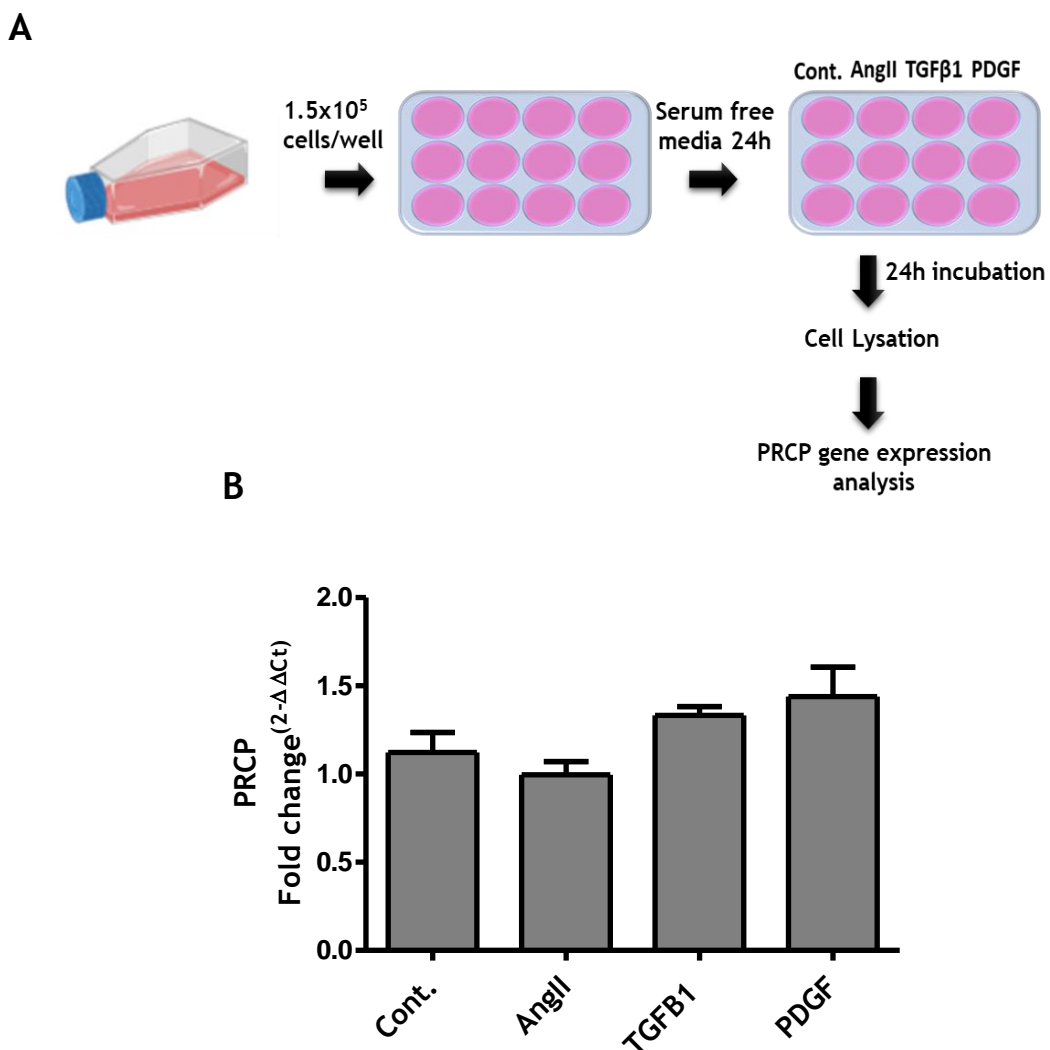 A
1.5x10⁵
cells/well
Serum free
media 24h
Cont. AngII TGFβ1 PDGF
24h incubation
Cell Lysation
PRCP gene expression
analysis
B
PRCP
Fold change(2-ΔΔCt)
2.0
1.5
1.0
0.5
0.0
Cont.
AngII
TGFB1
PDGF